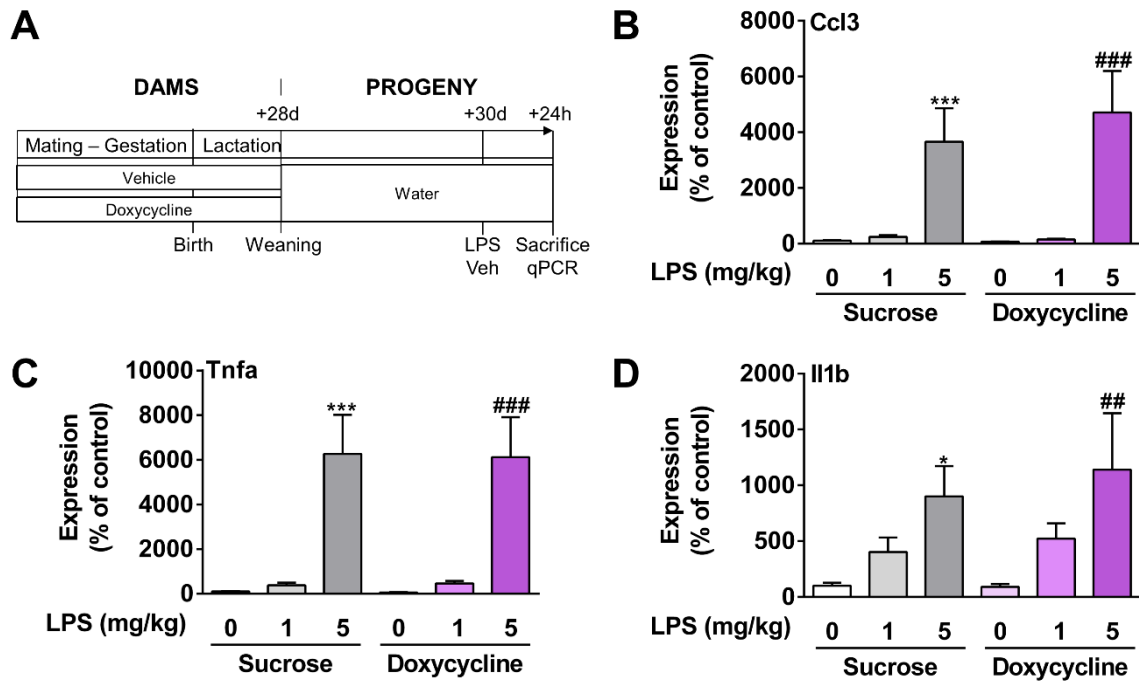 A
DAMS
PROGENY
+28d
+30d
+24h
Mating – Gestation
Lactation
Vehicle
Doxycycline
Water
Birth
Weaning
LPS
Veh
Sacrifice
qPCR
B
Ccl3
Expression
(% of control)
8000
6000
4000
2000
0
***
###
LPS (mg/kg)
0 1 5 0 1 5
Sucrose Doxycycline
C
Tnfa
Expression
(% of control)
10000
8000
6000
4000
2000
0
***
###
LPS (mg/kg)
0 1 5 0 1 5
Sucrose Doxycycline
D
Il1b
Expression
(% of control)
2000
1500
1000
500
0
*
##
LPS (mg/kg)
0 1 5 0 1 5
Sucrose Doxycycline